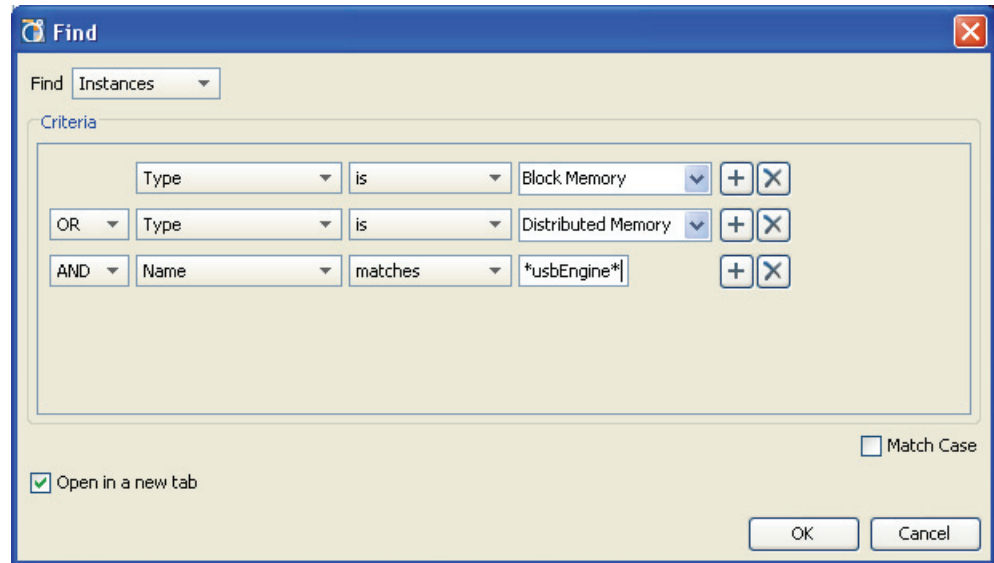 Find
Find Instances
Criteria
Type is Block Memory
OR Type is Distributed Memory
AND Name matches *usbEngine*
Match Case
Open in a new tab
OK Cancel